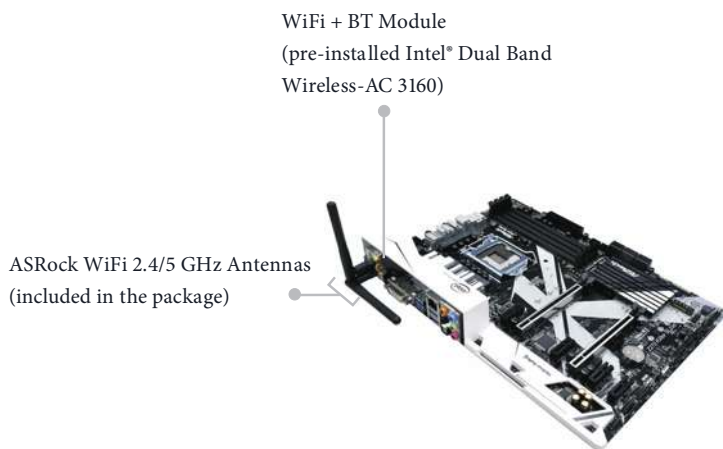 WiFi + BT Module
(pre-installed Intel® Dual Band
Wireless-AC 3160)
ASRock WiFi 2.4/5 GHz Antennas
(included in the package)